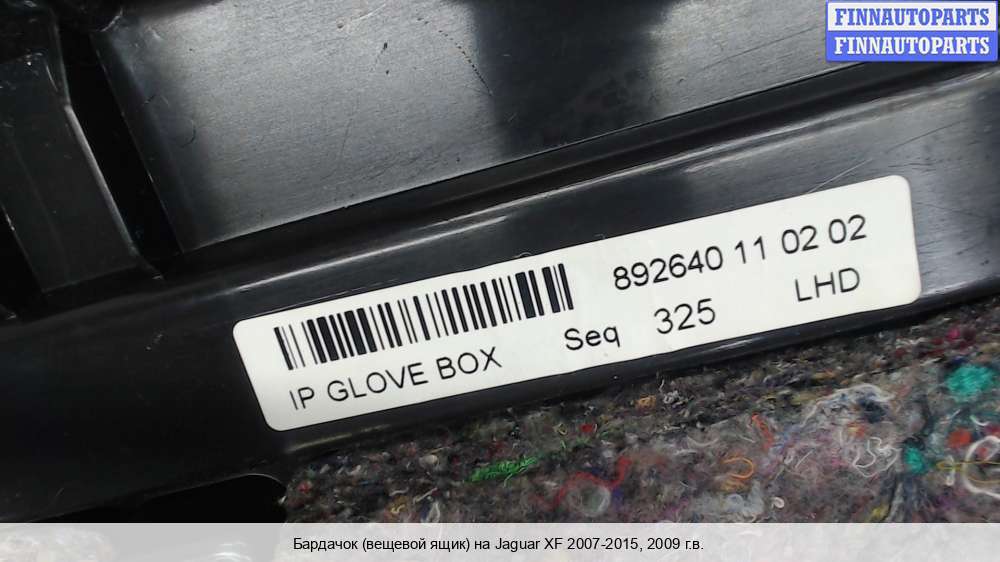 FINNAUTOPARTS
FINNAUTOPARTS
892640 11 02 02
IP GLOVE BOX Seq 325 LHD
Бардачок (вещевой ящик) на Jaguar XF 2007-2015, 2009 г.в.